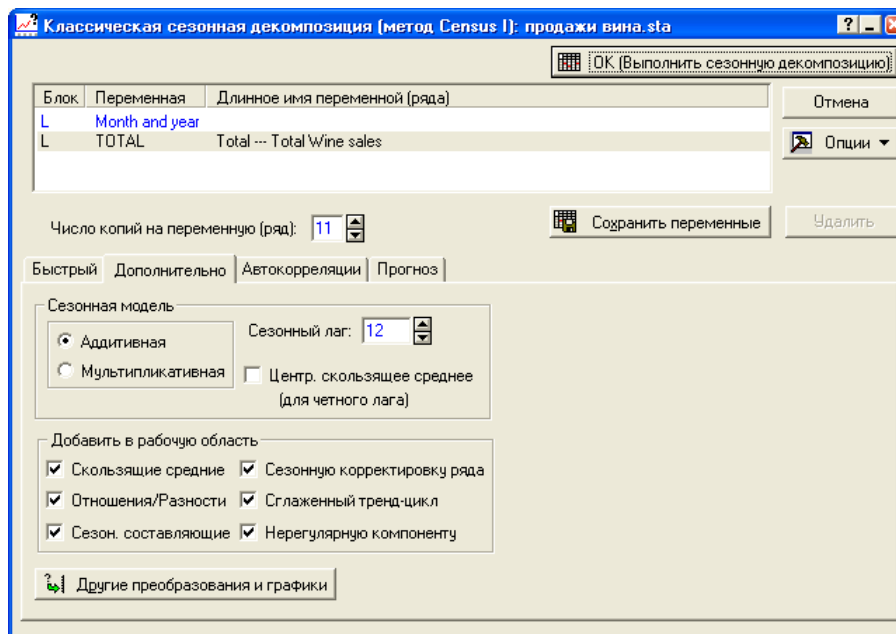 Классическая сезонная декомпозиция (метод Census I): продажи вина.sta
OK (Выполнить сезонную декомпозицию)
Блок Переменная Длинное имя переменной (ряда)
L Month and year
L TOTAL Total --- Total Wine sales
Отмена
Опции
Число копий на переменную (ряд): 11
Сохранить переменные
Удалить
Быстрый Дополнительно Автокорреляции Прогноз
Сезонная модель
Аддитивная
Мультипликативная
Сезонный лаг: 12
Центр. скользящее среднее
(для четного лага)
Добавить в рабочую область
Скользящие средние Сезонную корректировку ряда
Отношения/Разности Сглаженный тренд-цикл
Сезон. составляющие Нерегулярную компоненту
Другие преобразования и графики